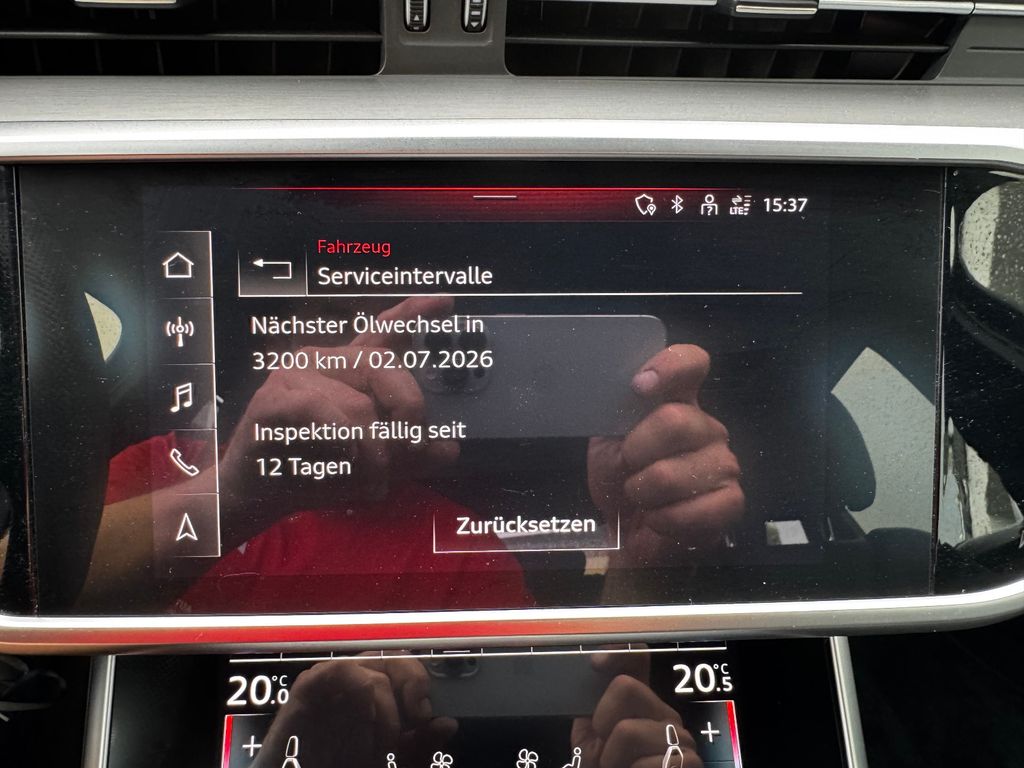 LTE 15:37
Fahrzeug
Serviceintervalle
Nächster Ölwechsel in
3200 km / 02.07.2026
Inspektion fällig seit
12 Tagen
Zurücksetzen
20.0 °C 20.5 °C
+ +